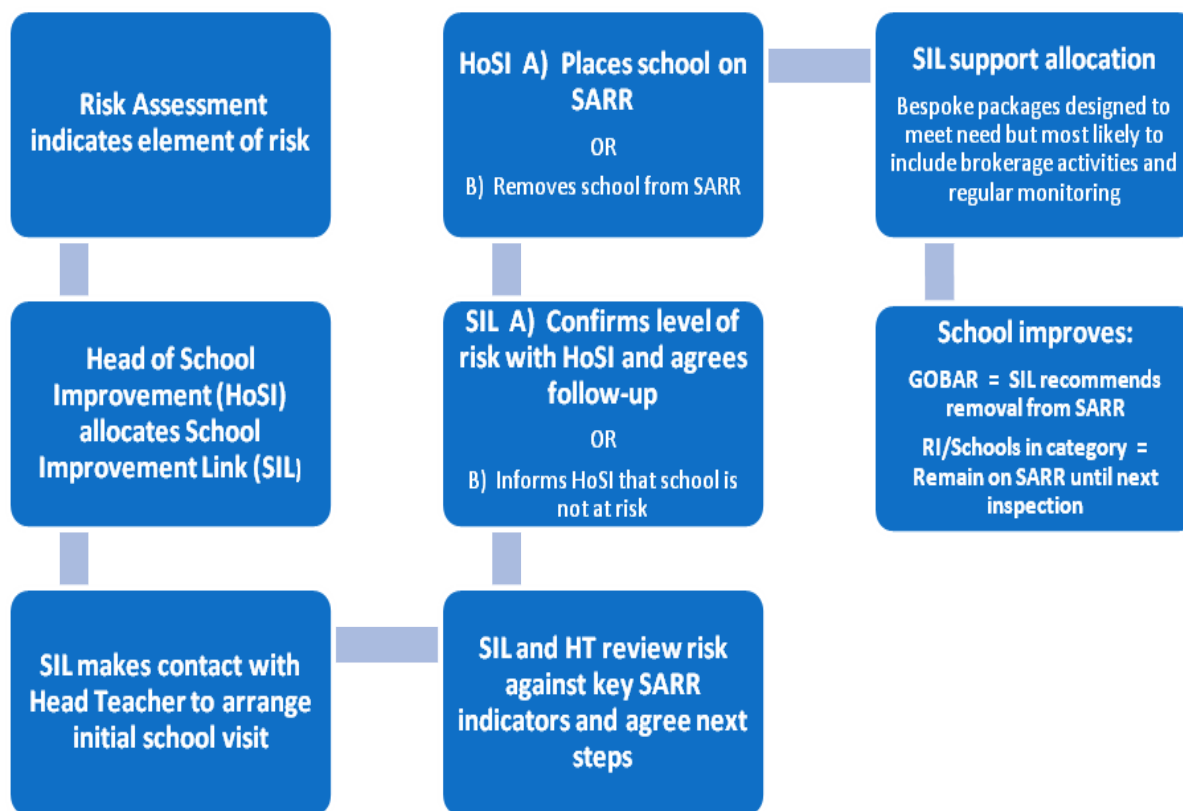 Risk Assessment
indicates element of risk
Head of School
Improvement (HoSI)
allocates School
Improvement Link (SIL)
SIL makes contact with
Head Teacher to arrange
initial school visit
SIL and HT review risk
against key SARR
indicators and agree next
steps
SIL A) Confirms level of
risk with HoSI and agrees
follow-up
OR
B) Informs HoSI that school is
not at risk
HoSI A) Places school on
SARR
OR
B) Removes school from SARR
SIL support allocation
Bespoke packages designed to
meet need but most likely to
include brokerage activities and
regular monitoring
School improves:
GOBAR = SIL recommends
removal from SARR
RI/Schools in category =
Remain on SARR until next
inspection